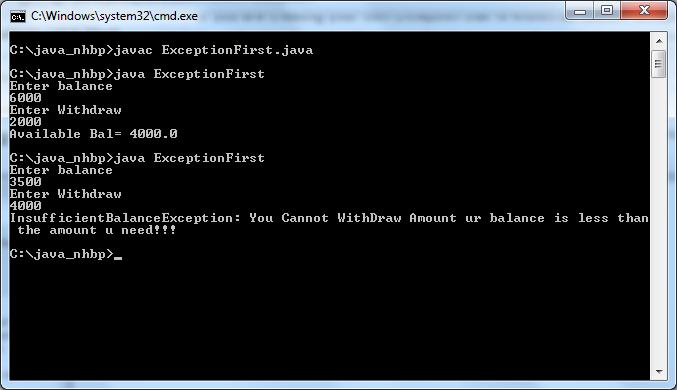 C:\Windows\system32\cmd.exe
C:\java_nhbp>javac ExceptionFirst.java
C:\java_nhbp>java ExceptionFirst
Enter balance
6000
Enter Withdraw
2000
Available Bal= 4000.0
C:\java_nhbp>java ExceptionFirst
Enter balance
3500
Enter Withdraw
4000
InsufficientBalanceException: You Cannot WithDraw Amount ur balance is less than
the amount u need!!!
C:\java_nhbp>_